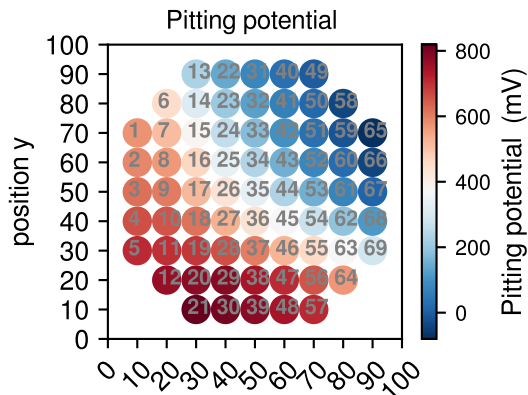 Pitting potential
100
90
80
70
60
50
40
30
20
10
0
position y
13 22 31 40 49
6 14 23 32 41 50 58
1 7 15 24 33 42 51 59 65
2 8 16 25 34 43 52 60 66
3 9 17 26 35 44 53 61 67
4 10 18 27 36 45 54 62 68
5 11 19 28 37 46 55 63 69
12 20 29 38 47 56 64
21 30 39 48 57
0 10 20 30 40 50 60 70 80 90 100
800
600
400
200
0
Pitting potential (mV)